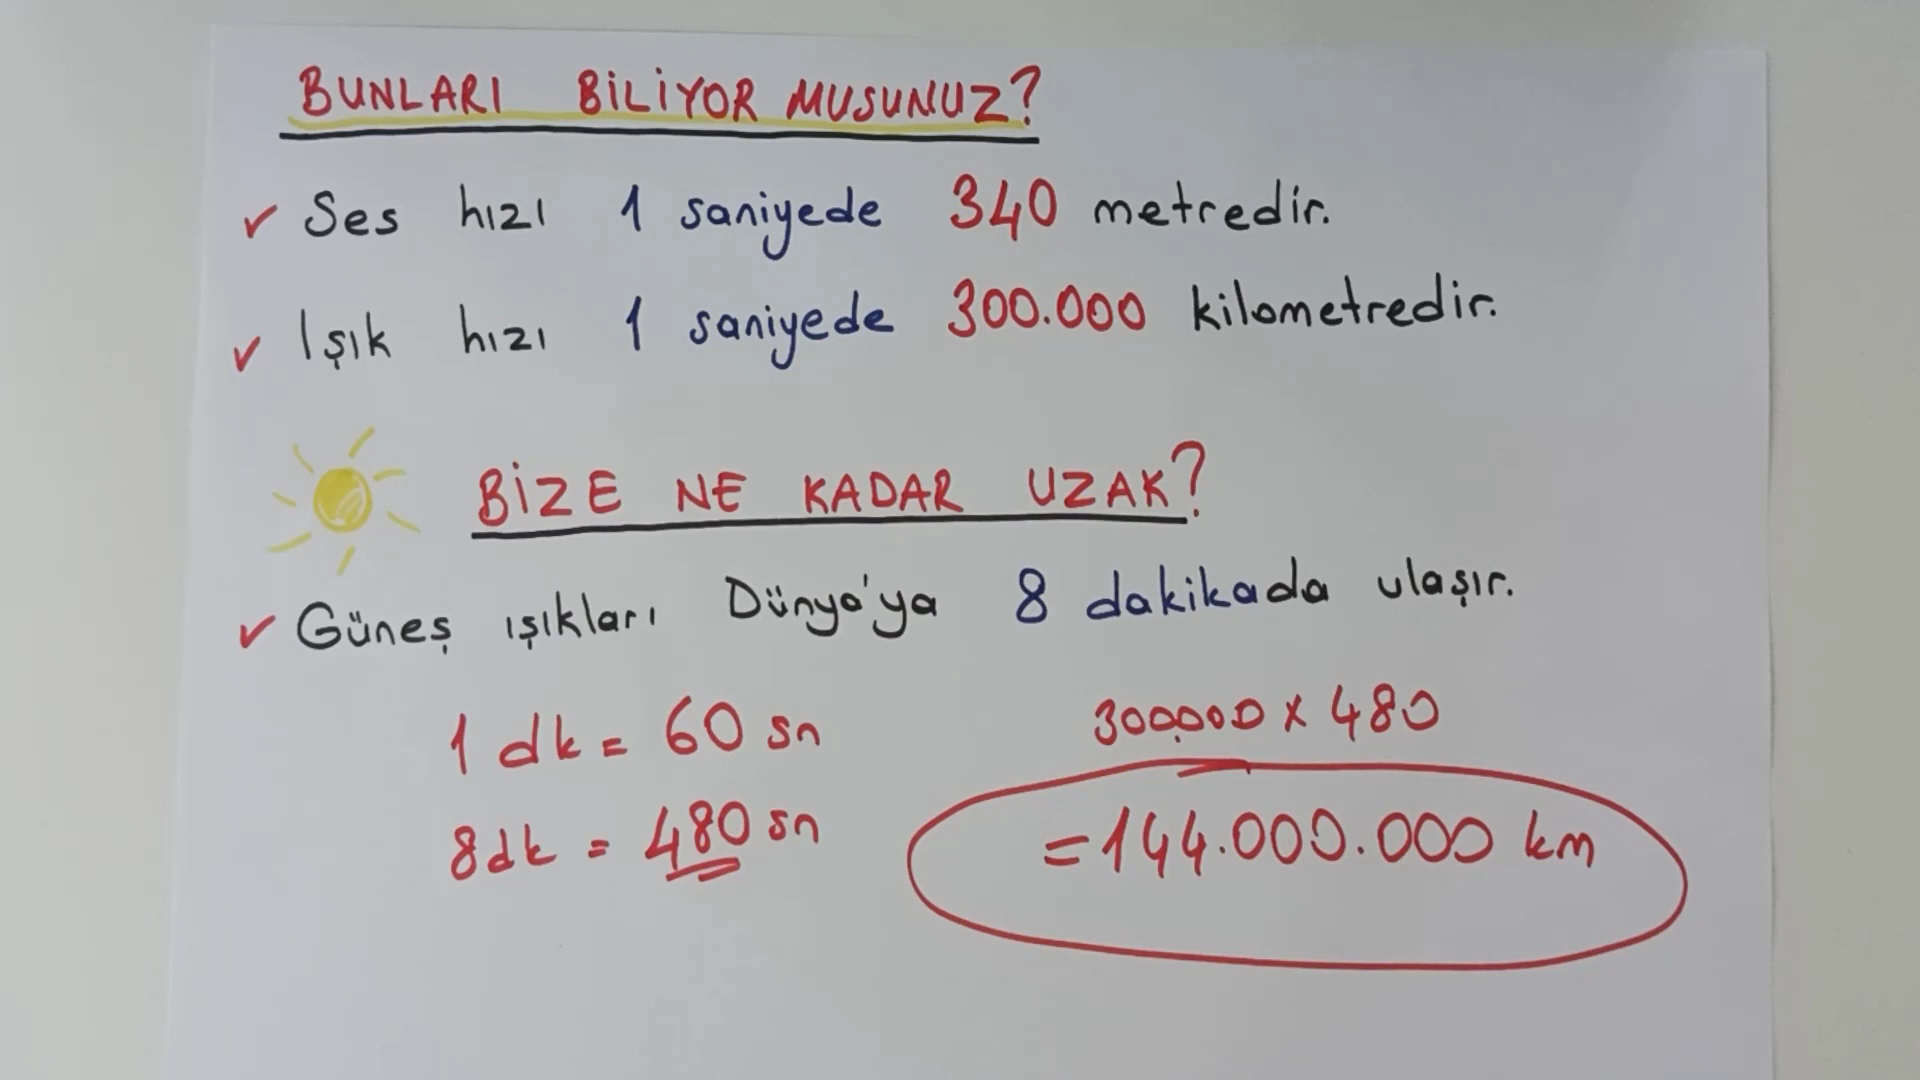 BUNLARI BİLİYOR MUSUNUZ?
✓ Ses hızı 1 saniyede 340 metredir.
✓ Işık hızı 1 saniyede 300.000 kilometredir.
BİZE NE KADAR UZAK?
✓ Güneş ışıkları Dünya'ya 8 dakikada ulaşır.
1 dk = 60 sn
8dk = 480 sn
300.000 x 480
= 144.000.000 km